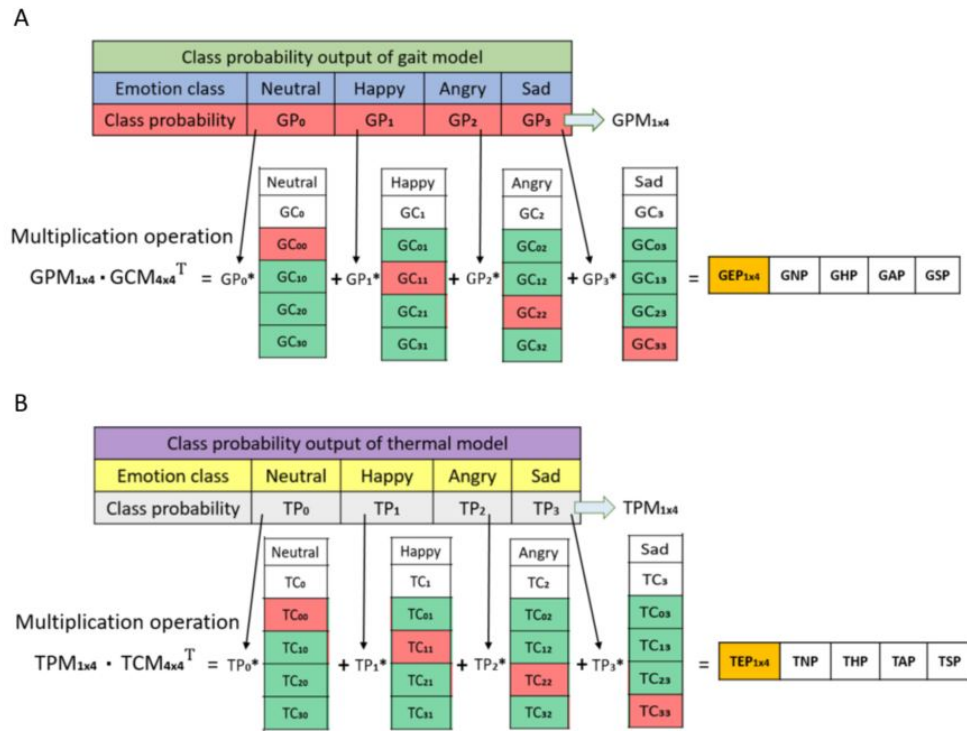 A
Class probability output of gait model
Emotion class Neutral Happy Angry Sad
Class probability GP₀ GP₁ GP₂ GP₃ GPM₁ₓ₄
Neutral Happy Angry Sad
GC₀ GC₁ GC₂ GC₃
Multiplication operation
GC₀₀ GC₀₁ GC₀₂ GC₀₃
GPM₁ₓ₄ · GCM₄ₓ₄ᵀ = GP₀* GC₁₀ + GP₁* GC₁₁ + GP₂* GC₁₂ + GP₃* GC₁₃ = GEP₁ₓ₄ GNP GHP GAP GSP
GC₂₀ GC₂₁ GC₂₂ GC₂₃
GC₃₀ GC₃₁ GC₃₂ GC₃₃
B
Class probability output of thermal model
Emotion class Neutral Happy Angry Sad
Class probability TP₀ TP₁ TP₂ TP₃ TPM₁ₓ₄
Neutral Happy Angry Sad
TC₀ TC₁ TC₂ TC₃
Multiplication operation
TC₀₀ TC₀₁ TC₀₂ TC₀₃
TPM₁ₓ₄ · TCM₄ₓ₄ᵀ = TP₀* TC₁₀ + TP₁* TC₁₁ + TP₂* TC₁₂ + TP₃* TC₁₃ = TEP₁ₓ₄ TNP THP TAP TSP
TC₂₀ TC₂₁ TC₂₂ TC₂₃
TC₃₀ TC₃₁ TC₃₂ TC₃₃